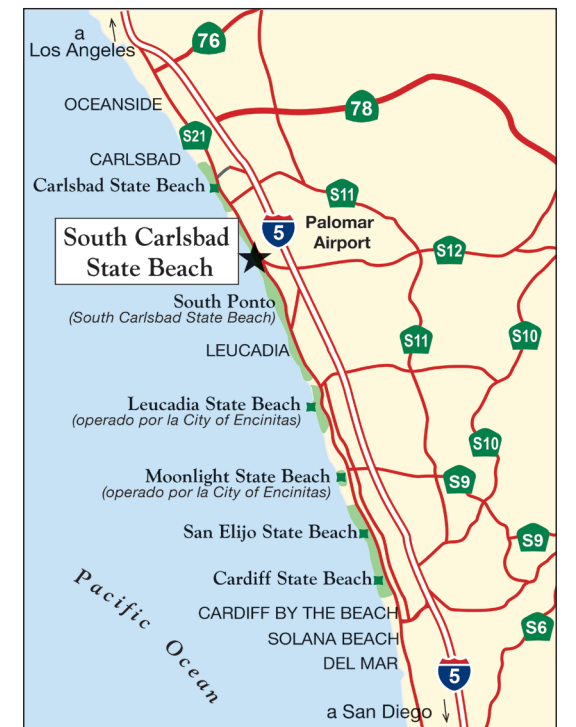 a
Los Angeles
76
OCEANSIDE
78
S21
CARLSBAD
Carlsbad State Beach
S11
Palomar
Airport
5
South Carlsbad
State Beach
S12
South Ponto
(South Carlsbad State Beach)
S11
S10
LEUCADIA
Leucadia State Beach
(operado por la City of Encinitas)
S10
Moonlight State Beach
(operado por la City of Encinitas)
S9
San Elijo State Beach
S9
Cardiff State Beach
Pacific Ocean
CARDIFF BY THE BEACH
S6
SOLANA BEACH
DEL MAR
5
a San Diego